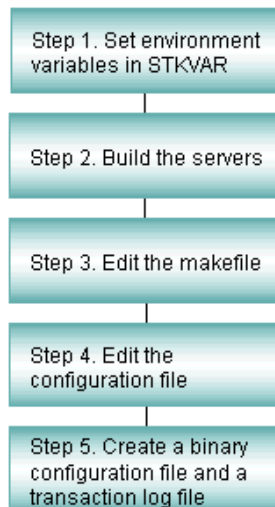 Step 1. Set environment
variables in STKVAR
Step 2. Build the servers
Step 3. Edit the makefile
Step 4. Edit the
configuration file
Step 5. Create a binary
configuration file and a
transaction log file